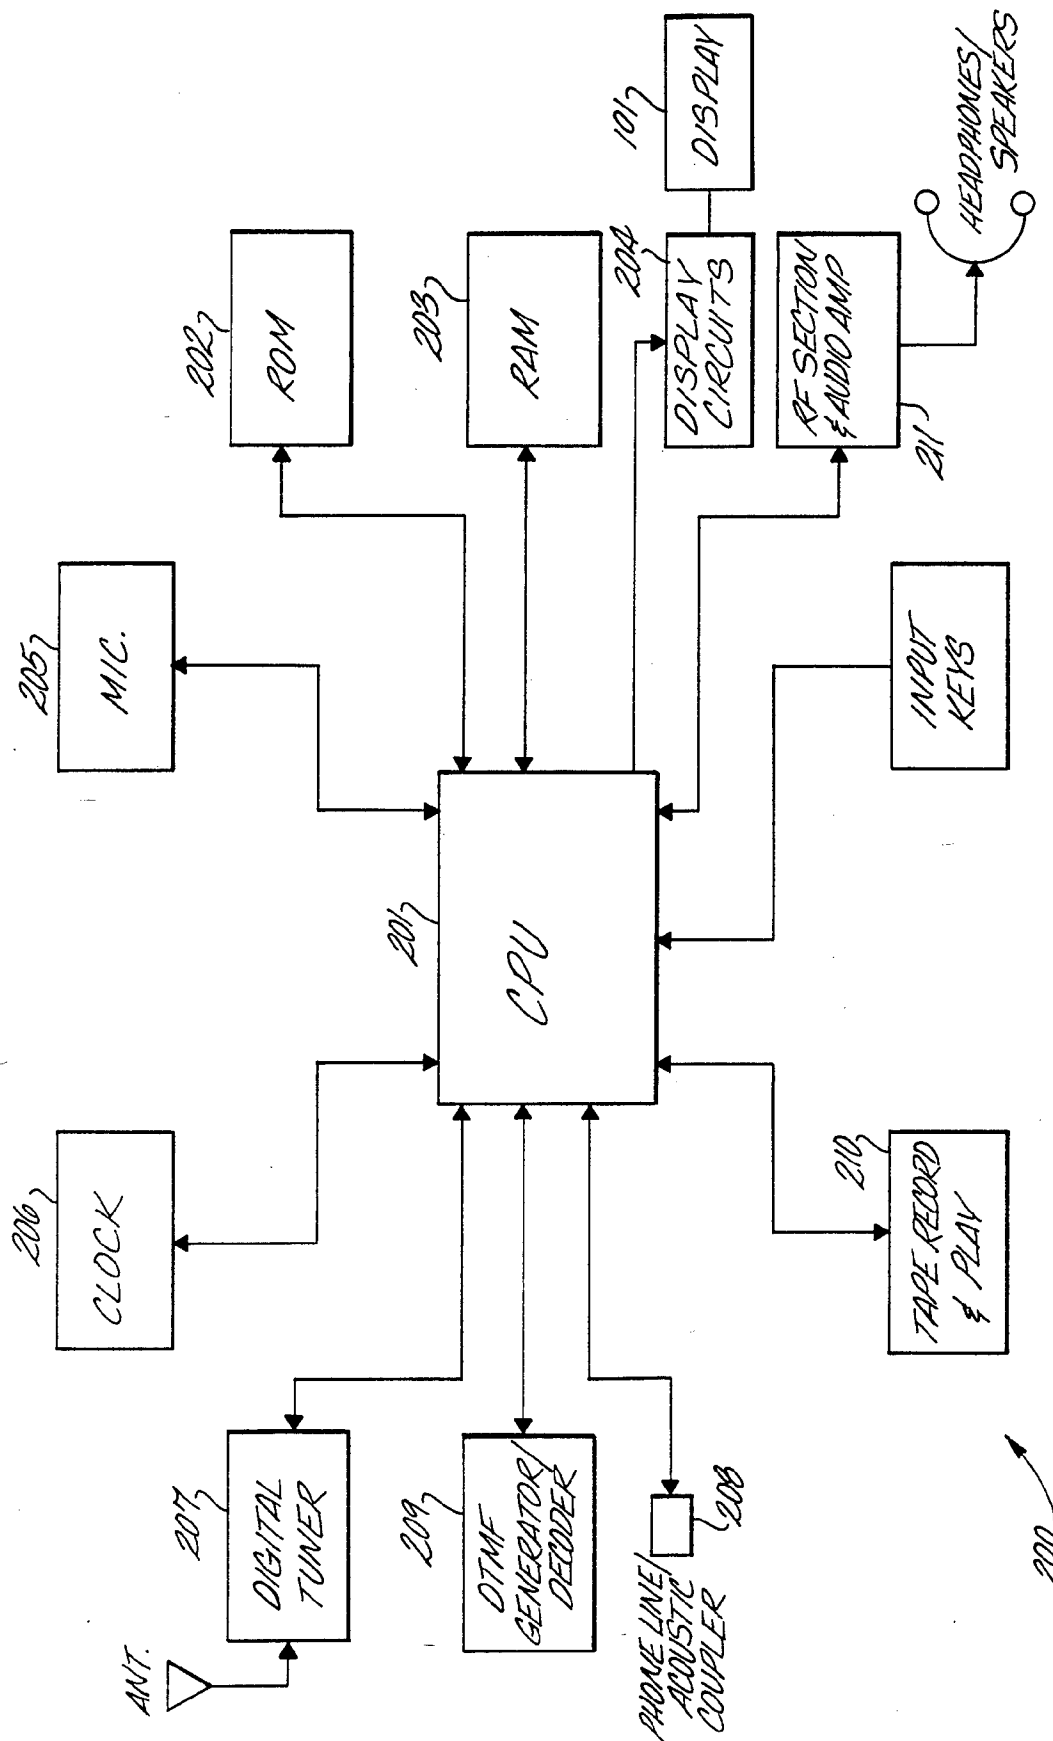 206
CLOCK
205
MIC.
ANT.
207
DIGITAL
TUNER
202
ROM
209
DTMF
GENERATOR/
DECODER
201
CPU
203
RAM
PHONE LINE/
ACOUSTIC
COUPLER
208
204
DISPLAY
CIRCUITS
101
DISPLAY
RF SECTION
& AUDIO AMP
211
HEADPHONES/
SPEAKERS
210
TAPE RECORD
& PLAY
INPUT
KEYS
200